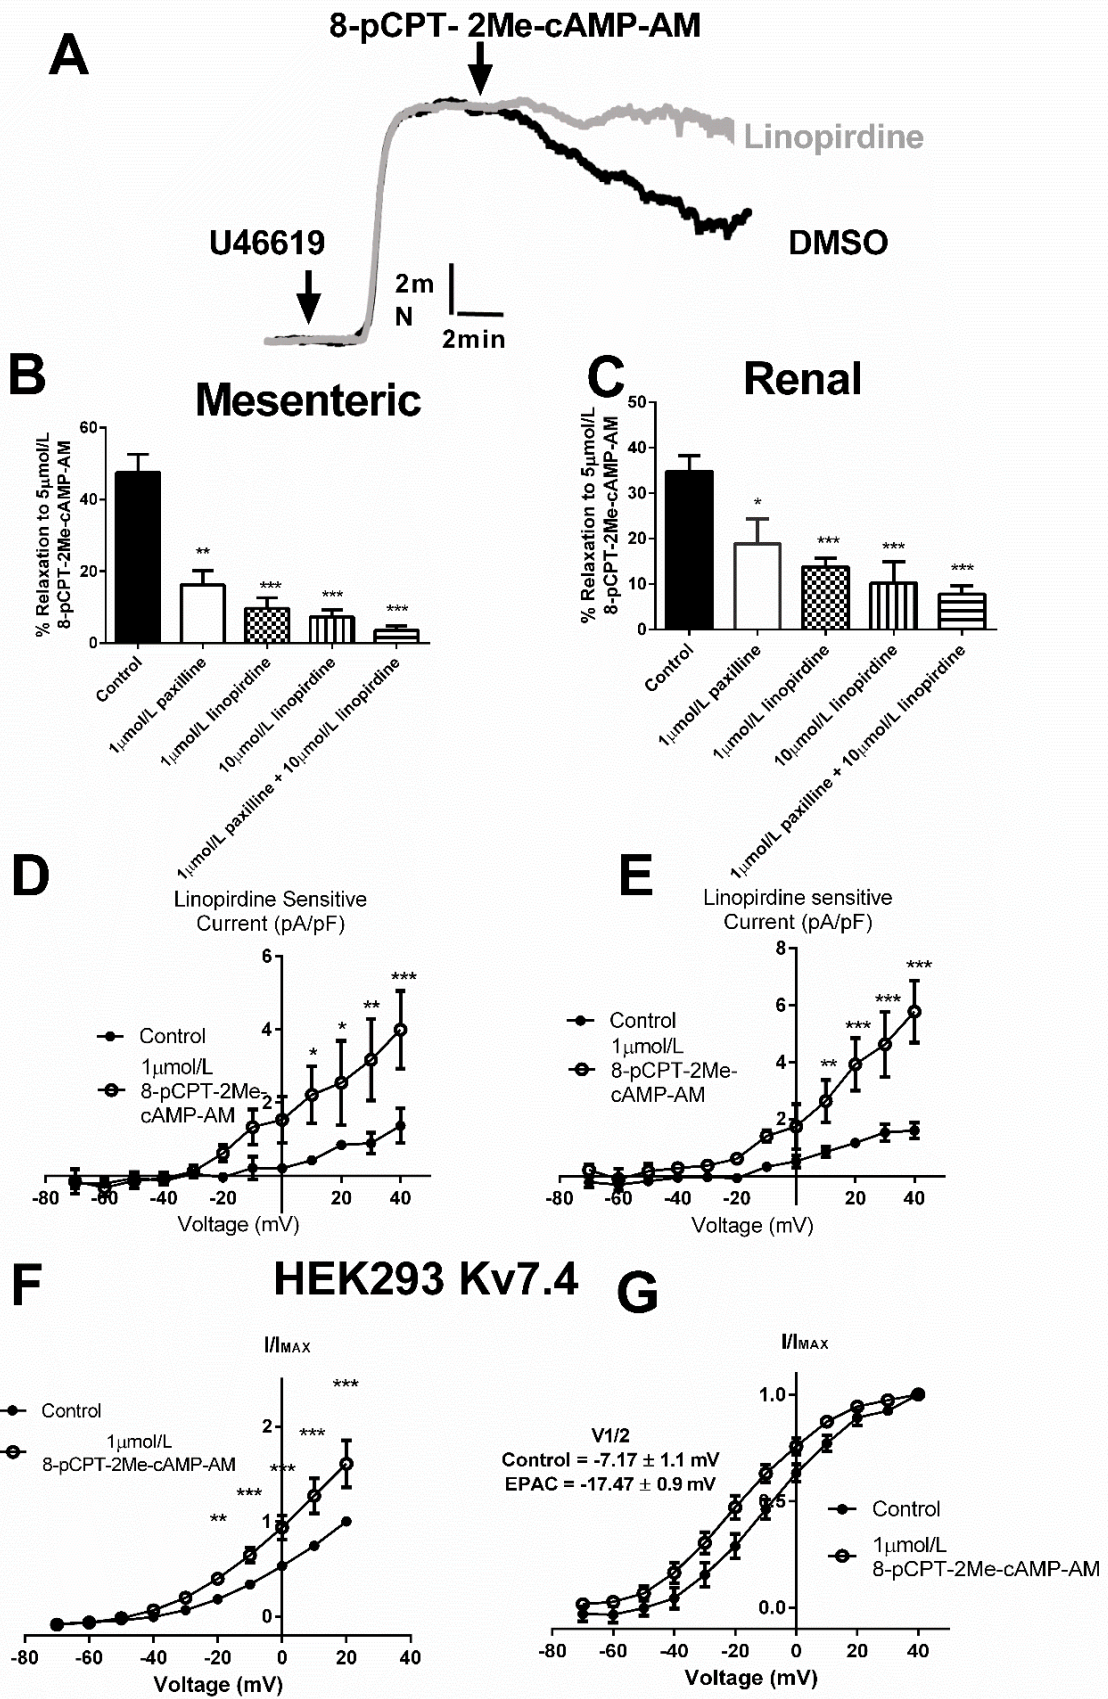 A
8-pCPT- 2Me-cAMP-AM
Linopirdine
U46619
DMSO
2m
N
2min
B
Mesenteric
% Relaxation to 5μmol/L
8-pCPT-2Me-cAMP-AM
60
40
20
0
**
***
***
***
Control
1μmol/L paxilline
1μmol/L linopirdine
10μmol/L linopirdine
1μmol/L paxilline + 10μmol/L linopirdine
C
Renal
% Relaxation to 5μmol/L
8-pCPT-2Me-cAMP-AM
50
40
30
20
10
0
*
***
***
***
Control
1μmol/L paxilline
1μmol/L linopirdine
10μmol/L linopirdine
1μmol/L paxilline + 10μmol/L linopirdine
D
Linopirdine Sensitive
Current (pA/pF)
6
4
2
*
*
**
***
Control
1μmol/L
8-pCPT-2Me-
cAMP-AM
-80 -60 -40 -20 20 40
Voltage (mV)
E
Linopirdine sensitive
Current (pA/pF)
8
6
4
2
**
***
***
***
Control
1μmol/L
8-pCPT-2Me-
cAMP-AM
-80 -60 -40 -20 20 40
Voltage (mV)
HEK293 Kv7.4
F
I/IMAX
2
1
0
**
***
***
***
***
Control
1μmol/L
8-pCPT-2Me-cAMP-AM
-80 -60 -40 -20 0 20 40
Voltage (mV)
G
I/IMAX
1.0
0.5
0.0
V1/2
Control = -7.17 ± 1.1 mV
EPAC = -17.47 ± 0.9 mV
Control
1μmol/L
8-pCPT-2Me-cAMP-AM
-80 -60 -40 -20 0 20 40
Voltage (mV)